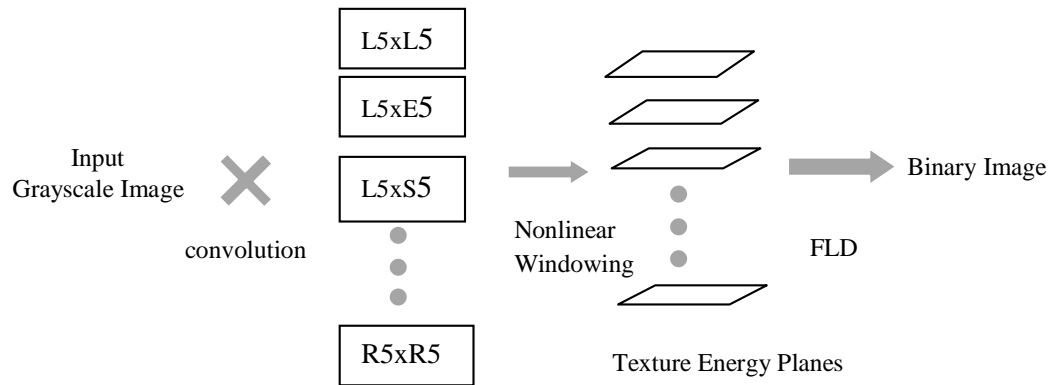 Input
Grayscale Image
convolution
L5xL5
L5xE5
L5xS5
R5xR5
Nonlinear
Windowing
Texture Energy Planes
FLD
Binary Image